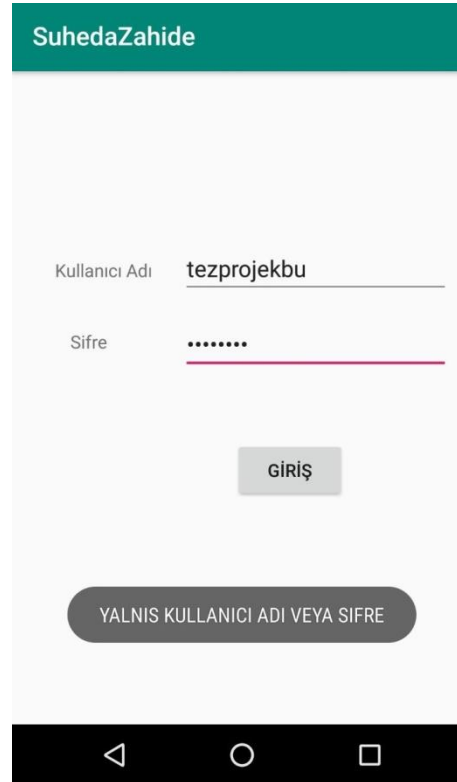 SuhedaZahide
Kullanıcı Adı tezprojekbu
Sifre ••••••••
GİRİŞ
YALNIS KULLANICI ADI VEYA SIFRE